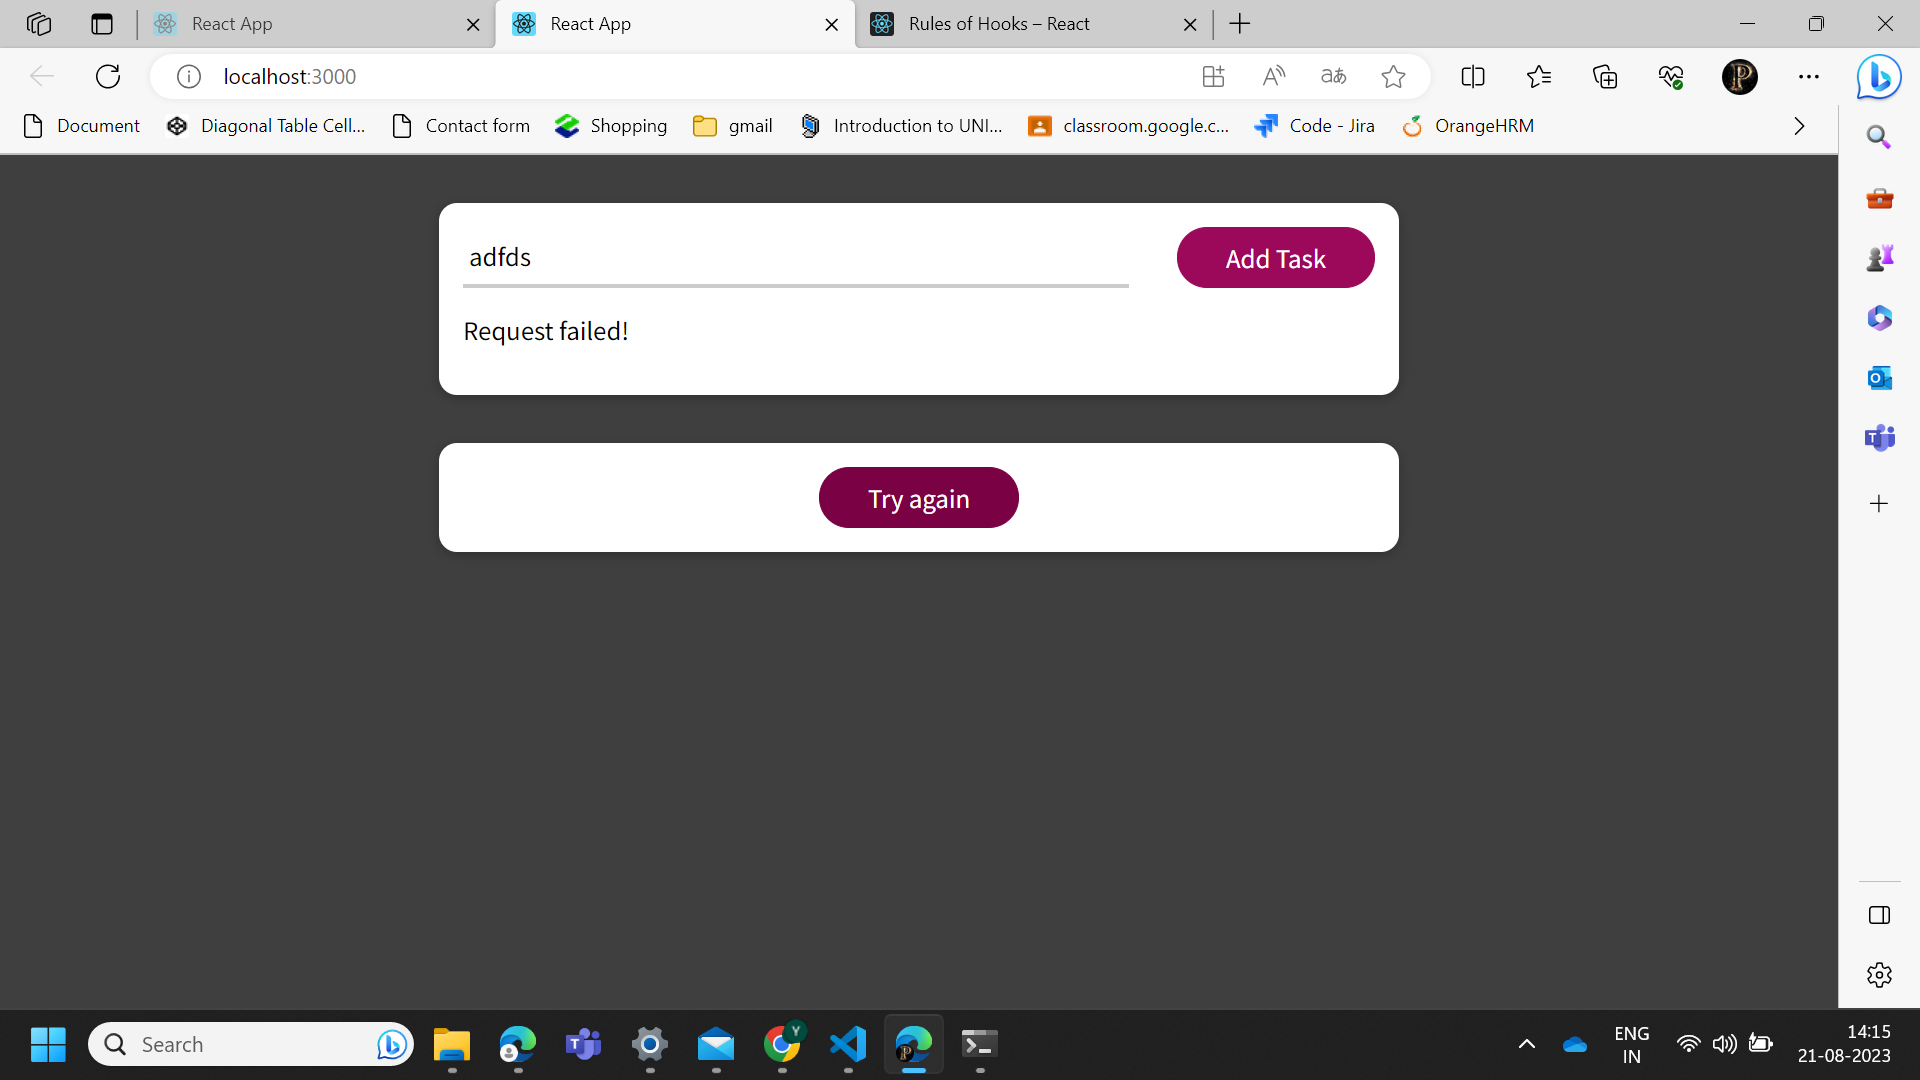 React App
React App
Rules of Hooks – React
localhost:3000
Document
Diagonal Table Cell...
Contact form
Shopping
gmail
Introduction to UNI...
classroom.google.c...
Code - Jira
OrangeHRM
adfds
Add Task
Request failed!
Try again
Search
ENG
IN
14:15
21-08-2023